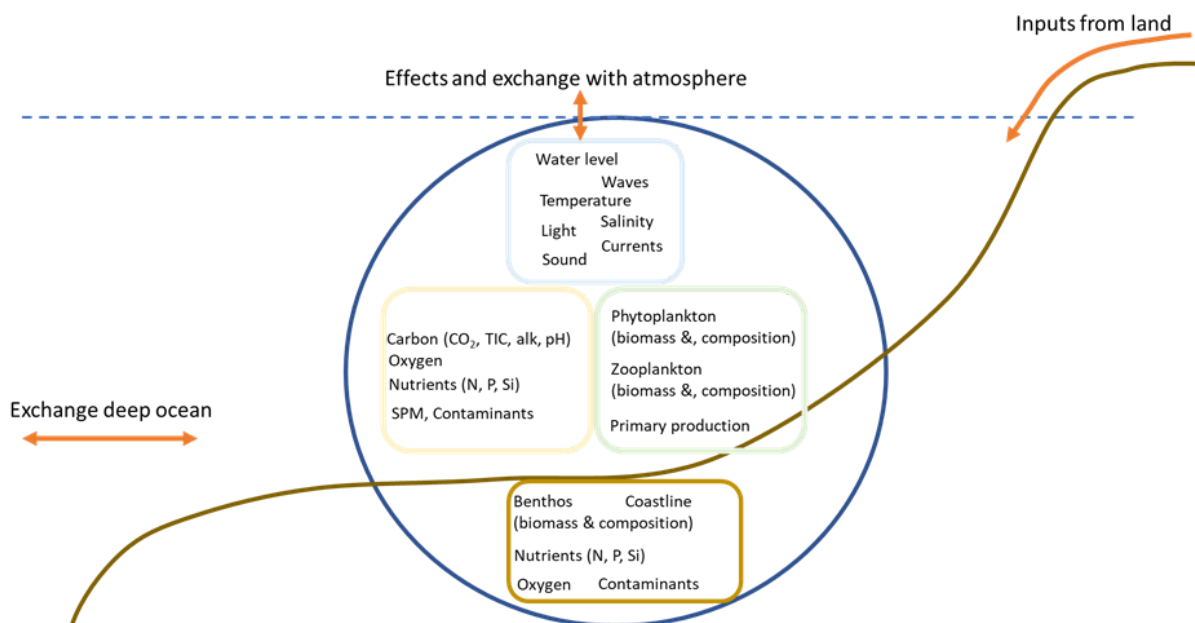 Inputs from land
Effects and exchange with atmosphere
Water level
Waves
Temperature
Salinity
Light
Currents
Sound
Carbon (CO₂, TIC, alk, pH)
Oxygen
Nutrients (N, P, Si)
SPM, Contaminants
Phytoplankton
(biomass &, composition)
Zooplankton
(biomass &, composition)
Primary production
Exchange deep ocean
Benthos Coastline
(biomass & composition)
Nutrients (N, P, Si)
Oxygen Contaminants